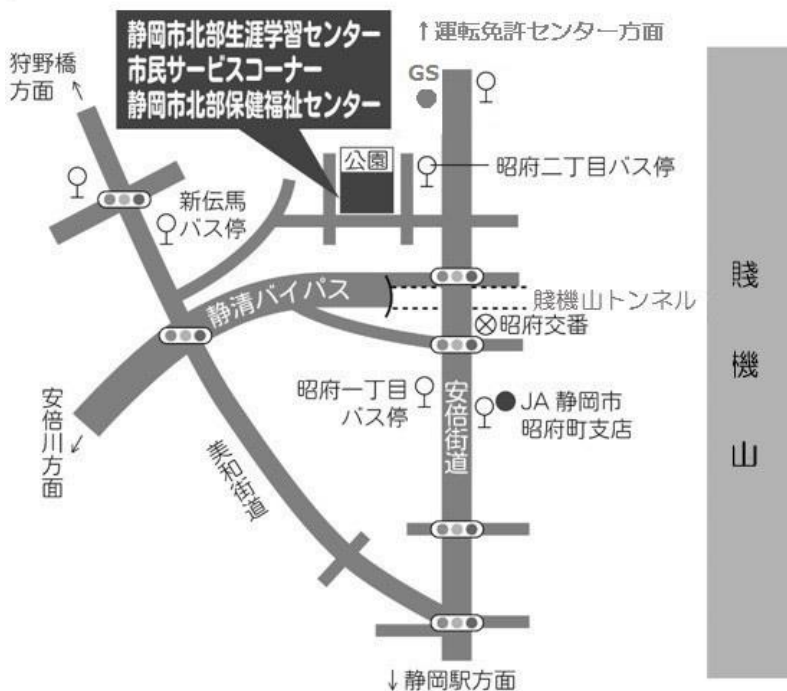 静岡市北部生涯学習センター
市民サービスコーナー
静岡市北部保健福祉センター
↑運転免許センター方面
狩野橋
方面
GS
公園
昭府二丁目バス停
新伝馬
バス停
静清バイパス
賤機山トンネル
昭府交番
昭府一丁目
バス停
安倍街道
JA 静岡市
昭府町支店
安倍川方面
美和街道
賤機山
↓静岡駅方面